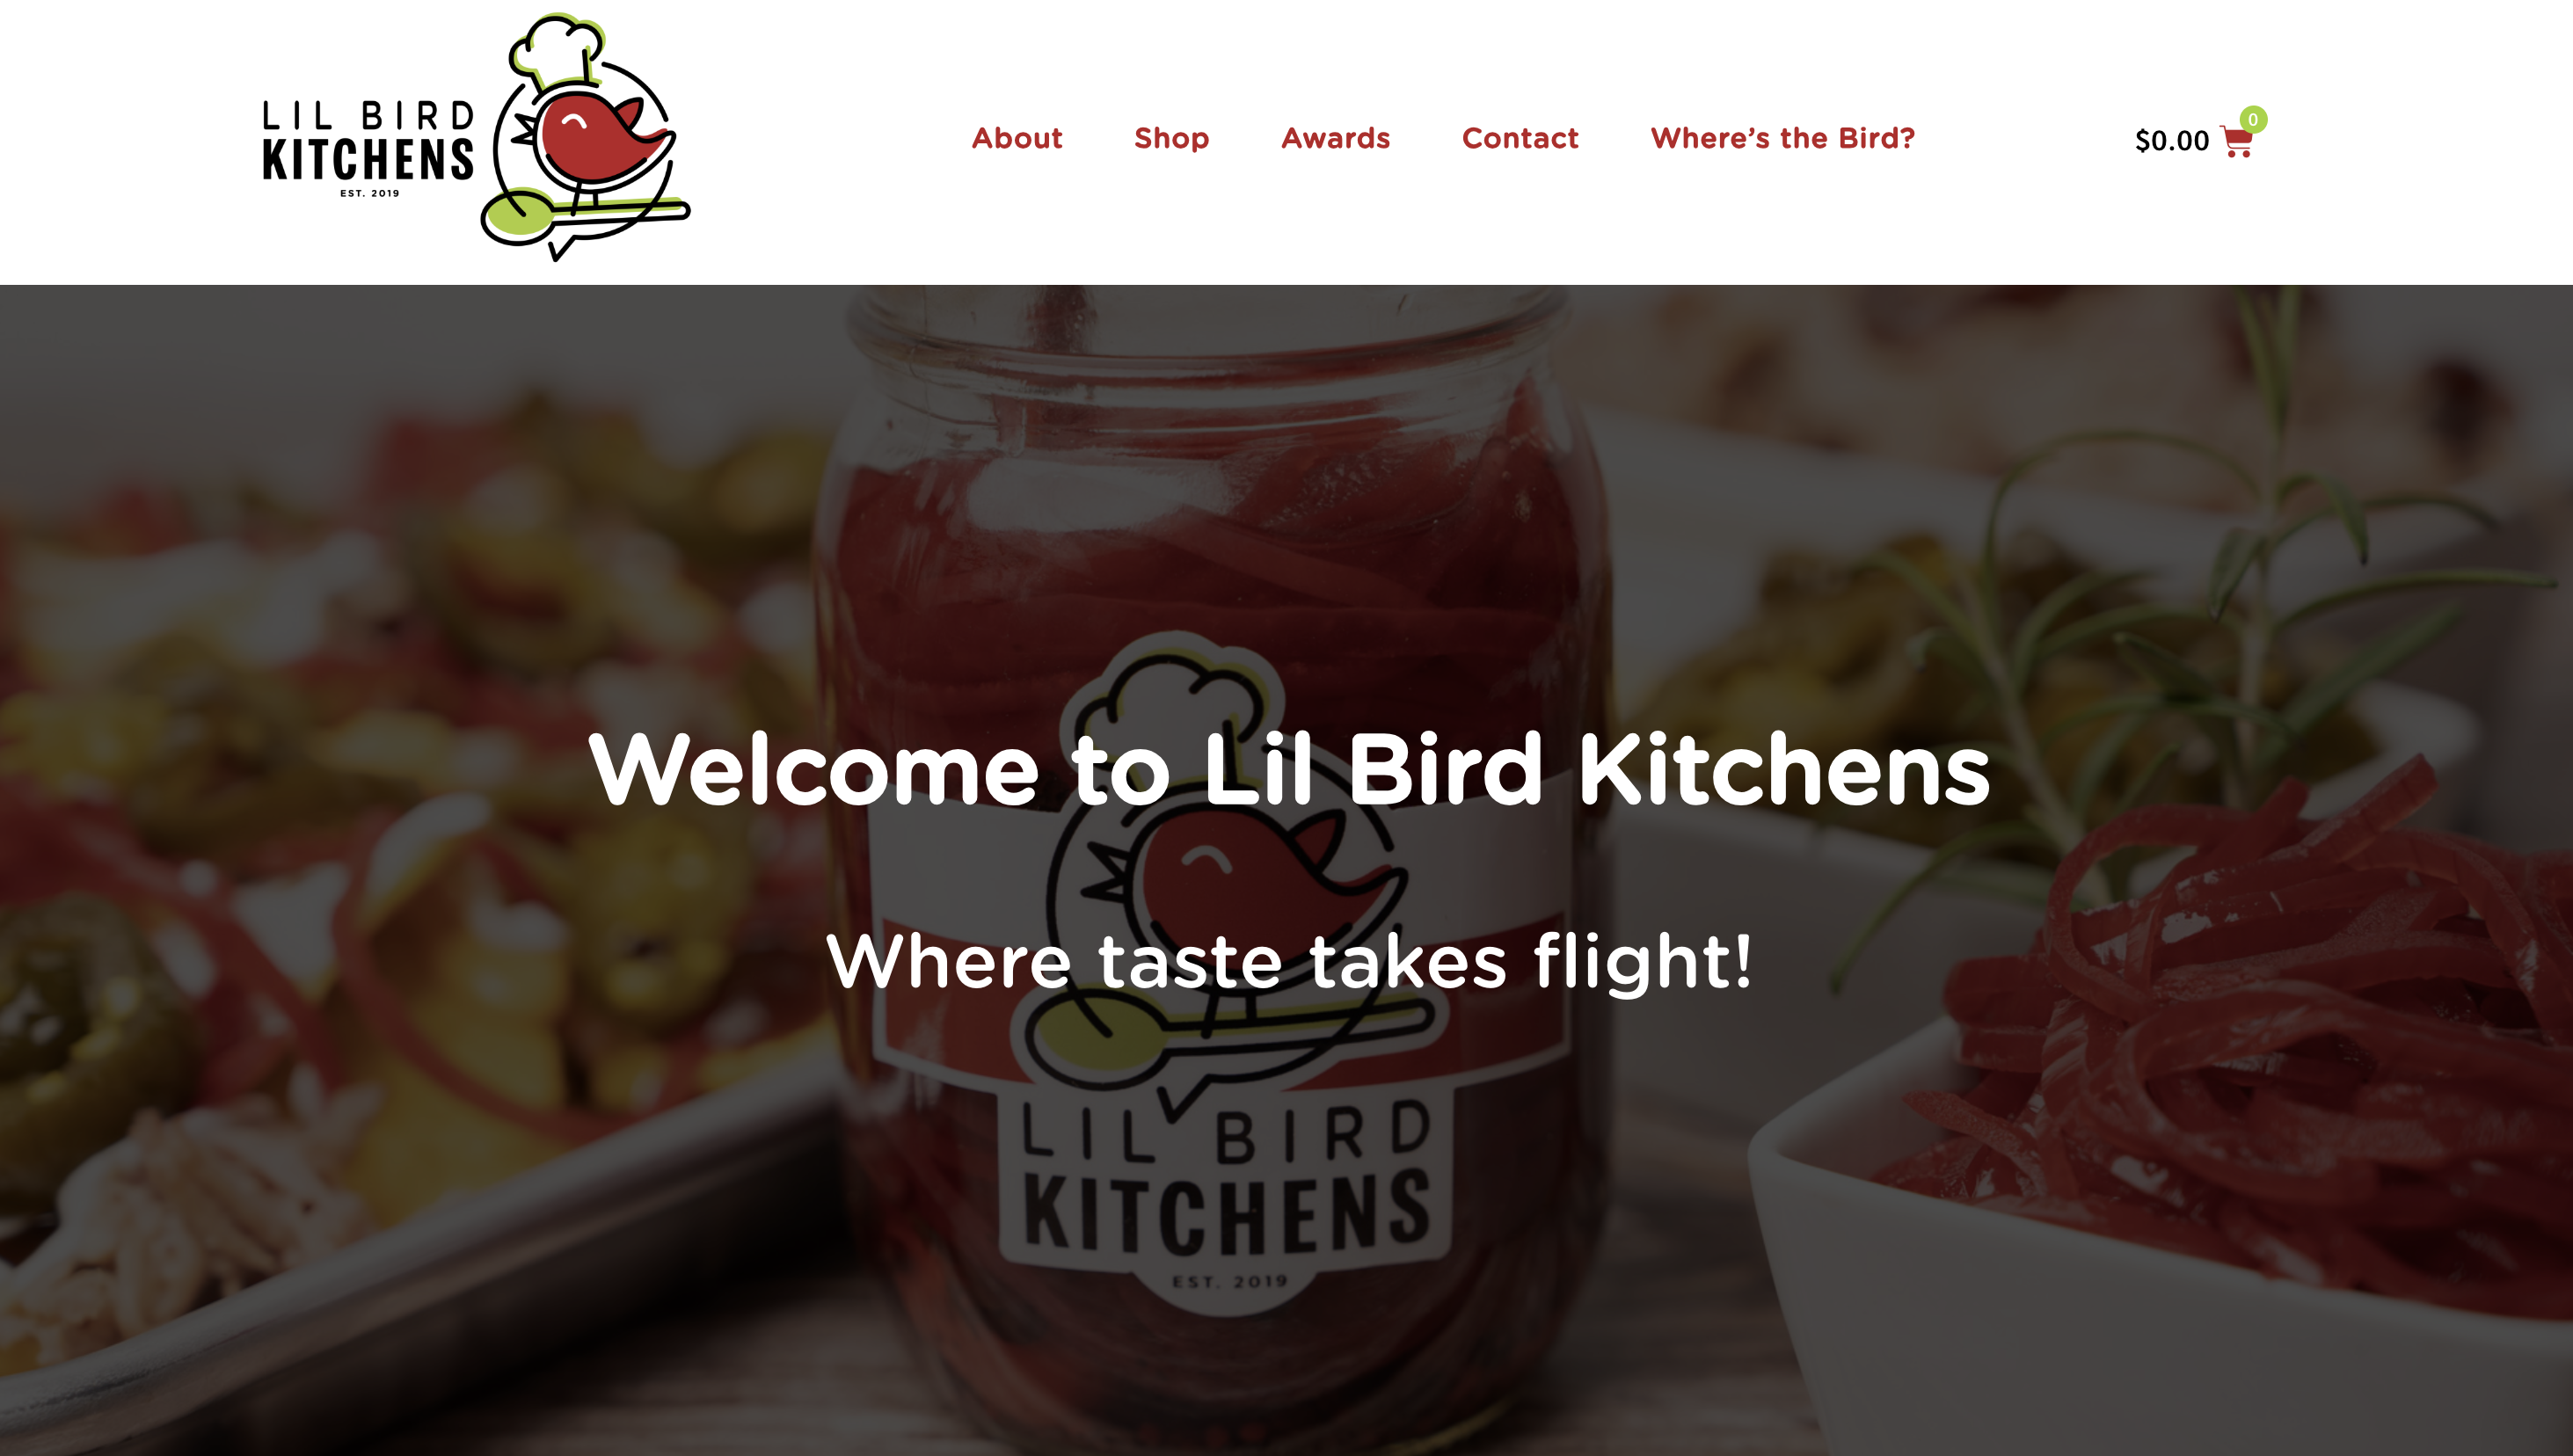 LIL BIRD
KITCHENS
EST. 2019
About
Shop
Awards
Contact
Where’s the Bird?
$0.00
0
Welcome to Lil Bird Kitchens
Where taste takes flight!
LIL BIRD
KITCHENS
EST. 2019